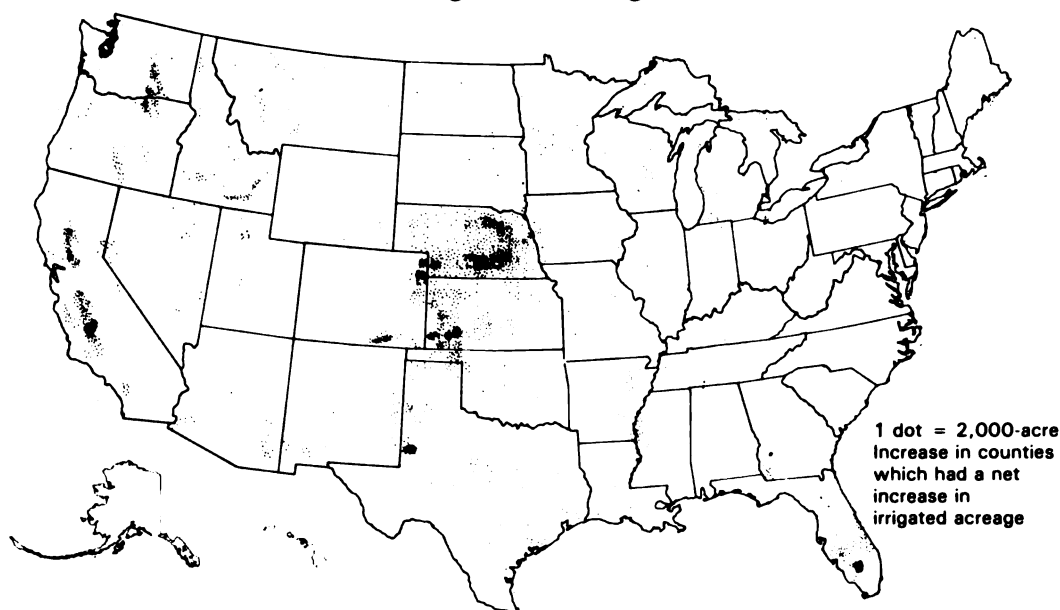 1 dot = 2,000-acre
Increase in counties
which had a net
increase in
irrigated acreage